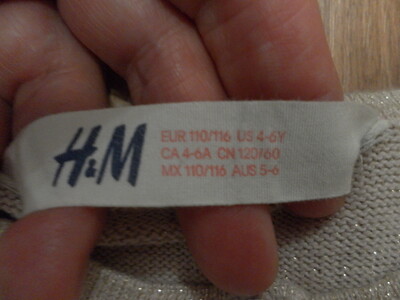 H&M
EUR 110/116 US 4-6Y
CA 4-6A CN 120/60
MX 110/116 AUS 5-6